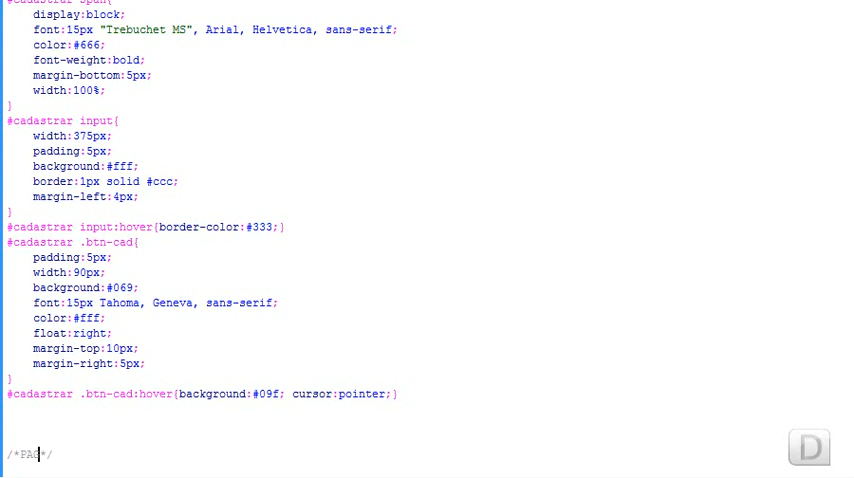 #cadastrar span{
display:block;
font:15px "Trebuchet MS", Arial, Helvetica, sans-serif;
color:#666;
font-weight:bold;
margin-bottom:5px;
width:100%;
}
#cadastrar input{
width:375px;
padding:5px;
background:#fff;
border:1px solid #ccc;
margin-left:4px;
}
#cadastrar input:hover{border-color:#333;}
#cadastrar .btn-cad{
padding:5px;
width:90px;
background:#069;
font:15px Tahoma, Geneva, sans-serif;
color:#fff;
float:right;
margin-top:10px;
margin-right:5px;
}
#cadastrar .btn-cad:hover{background:#09f; cursor:pointer;}
/*PAG*/
D